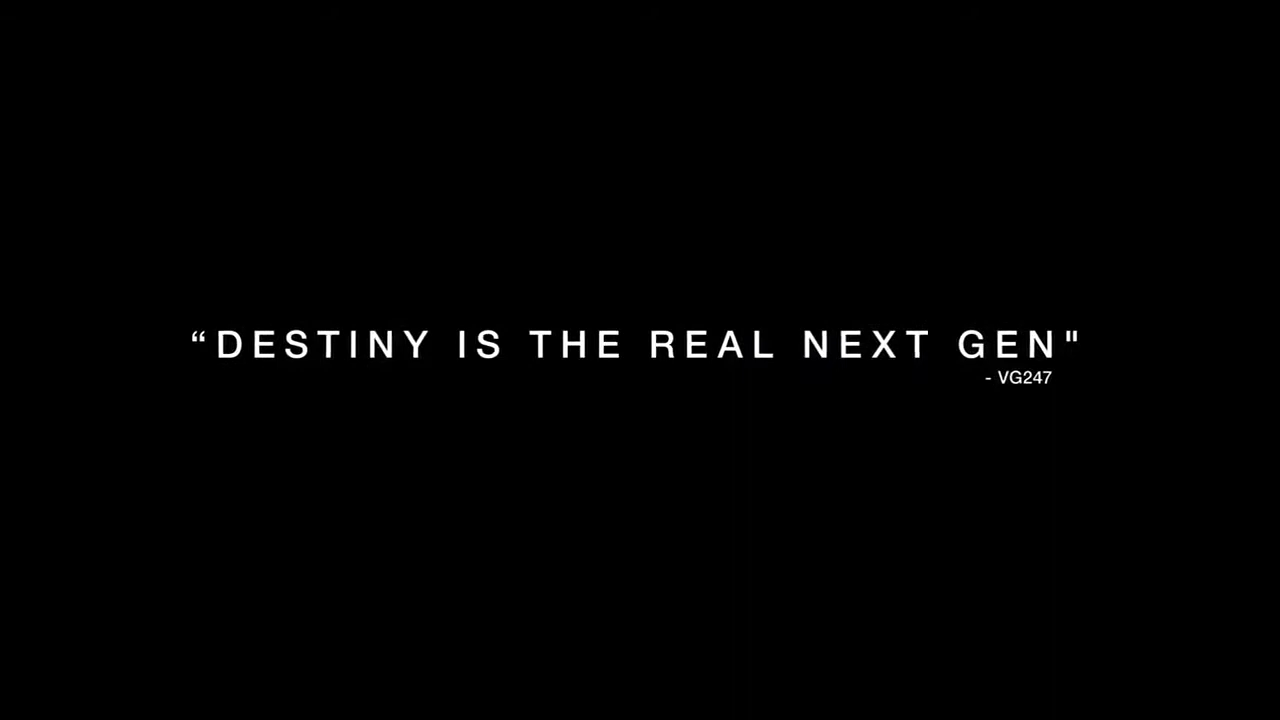 “DESTINY IS THE REAL NEXT GEN"
- VG247